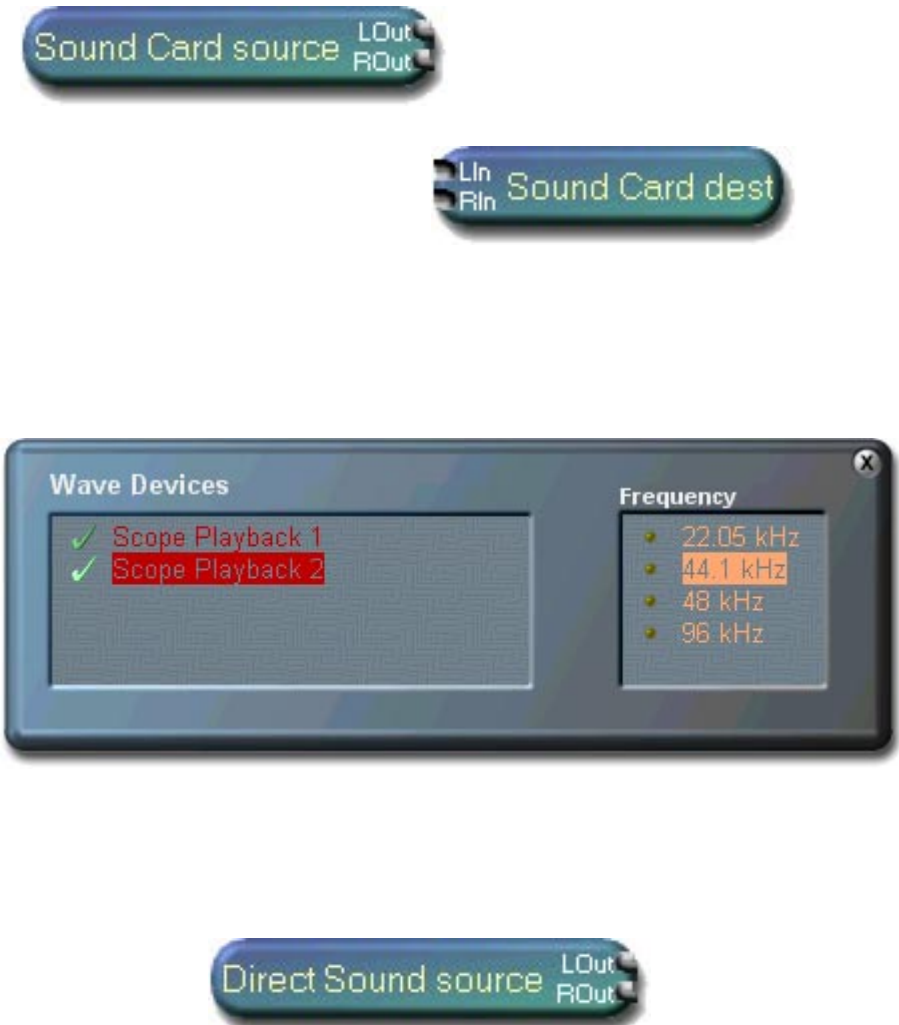 Sound Card source LOut
ROut
LIn
RIn Sound Card dest
X
Wave Devices
Frequency
Scope Playback 1
Scope Playback 2
22.05 kHz
44.1 kHz
48 kHz
96 kHz
Direct Sound source LOut
ROut